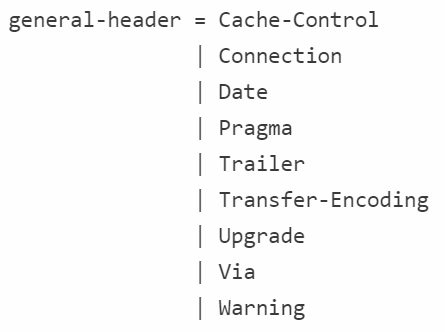 general-header = Cache-Control
| Connection
| Date
| Pragma
| Trailer
| Transfer-Encoding
| Upgrade
| Via
| Warning